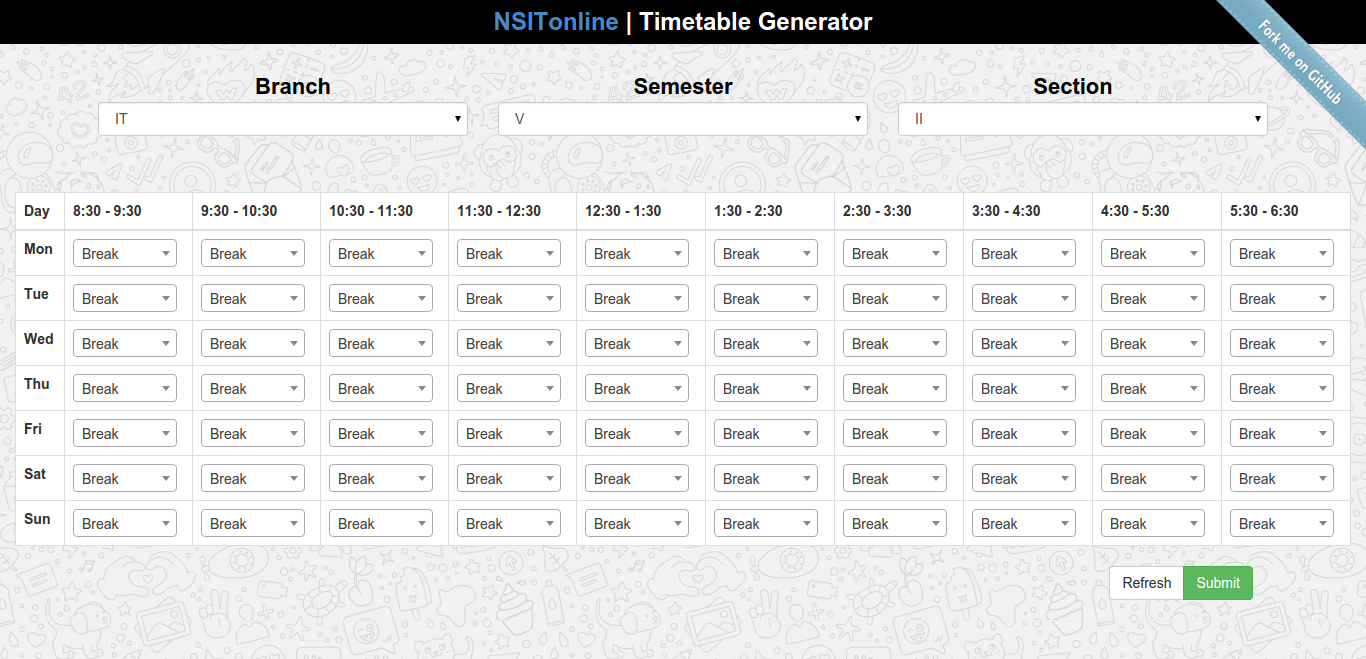 NSITonline | Timetable Generator
Fork me on GitHub
Branch Semester Section
IT V II
Day 8:30 - 9:30 9:30 - 10:30 10:30 - 11:30 11:30 - 12:30 12:30 - 1:30 1:30 - 2:30 2:30 - 3:30 3:30 - 4:30 4:30 - 5:30 5:30 - 6:30
Mon Break Break Break Break Break Break Break Break Break Break
Tue Break Break Break Break Break Break Break Break Break Break
Wed Break Break Break Break Break Break Break Break Break Break
Thu Break Break Break Break Break Break Break Break Break Break
Fri Break Break Break Break Break Break Break Break Break Break
Sat Break Break Break Break Break Break Break Break Break Break
Sun Break Break Break Break Break Break Break Break Break Break
Refresh Submit